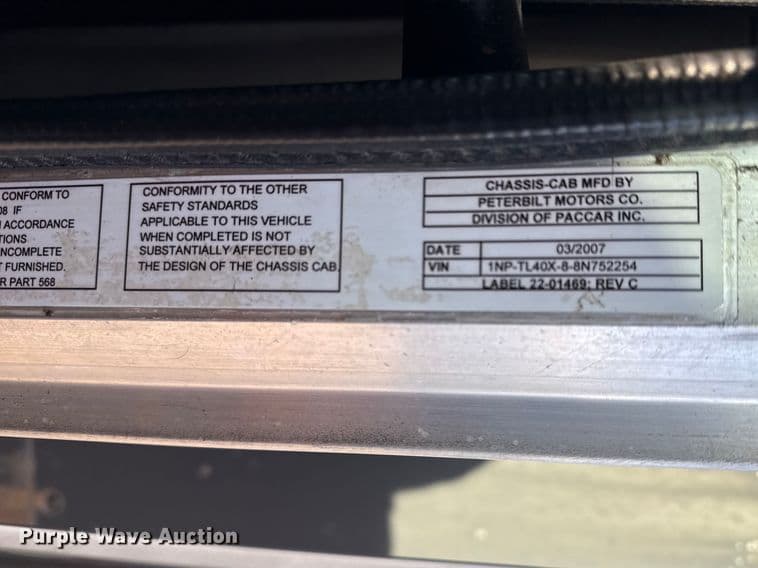 CONFORM TO
08 IF
ACCORDANCE
TIONS
INCOMPLETE
FURNISHED.
R PART 568
CONFORMITY TO THE OTHER
SAFETY STANDARDS
APPLICABLE TO THIS VEHICLE
WHEN COMPLETED IS NOT
SUBSTANTIALLY AFFECTED BY
THE DESIGN OF THE CHASSIS CAB.
CHASSIS-CAB MFD BY
PETERBILT MOTORS CO.
DIVISION OF PACCAR INC.
DATE 03/2007
VIN 1NP-TL40X-8-8N752254
LABEL 22-01469; REV C
Purple Wave Auction